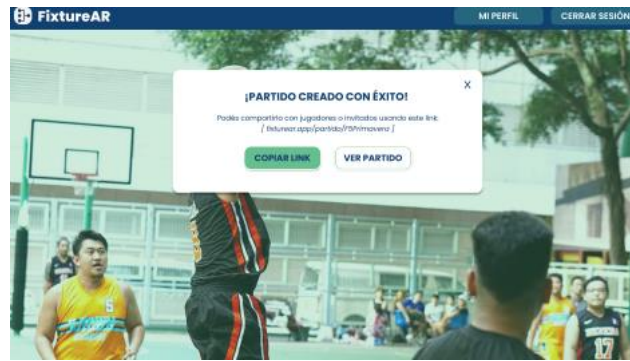 FixtureAR
MI PERFIL
CERRAR SESIÓN
X
¡PARTIDO CREADO CON ÉXITO!
Podés compartirlo con jugadores o invitados usando este link:
[ fixturear.app/partido/F5Primavera ]
COPIAR LINK
VER PARTIDO
17